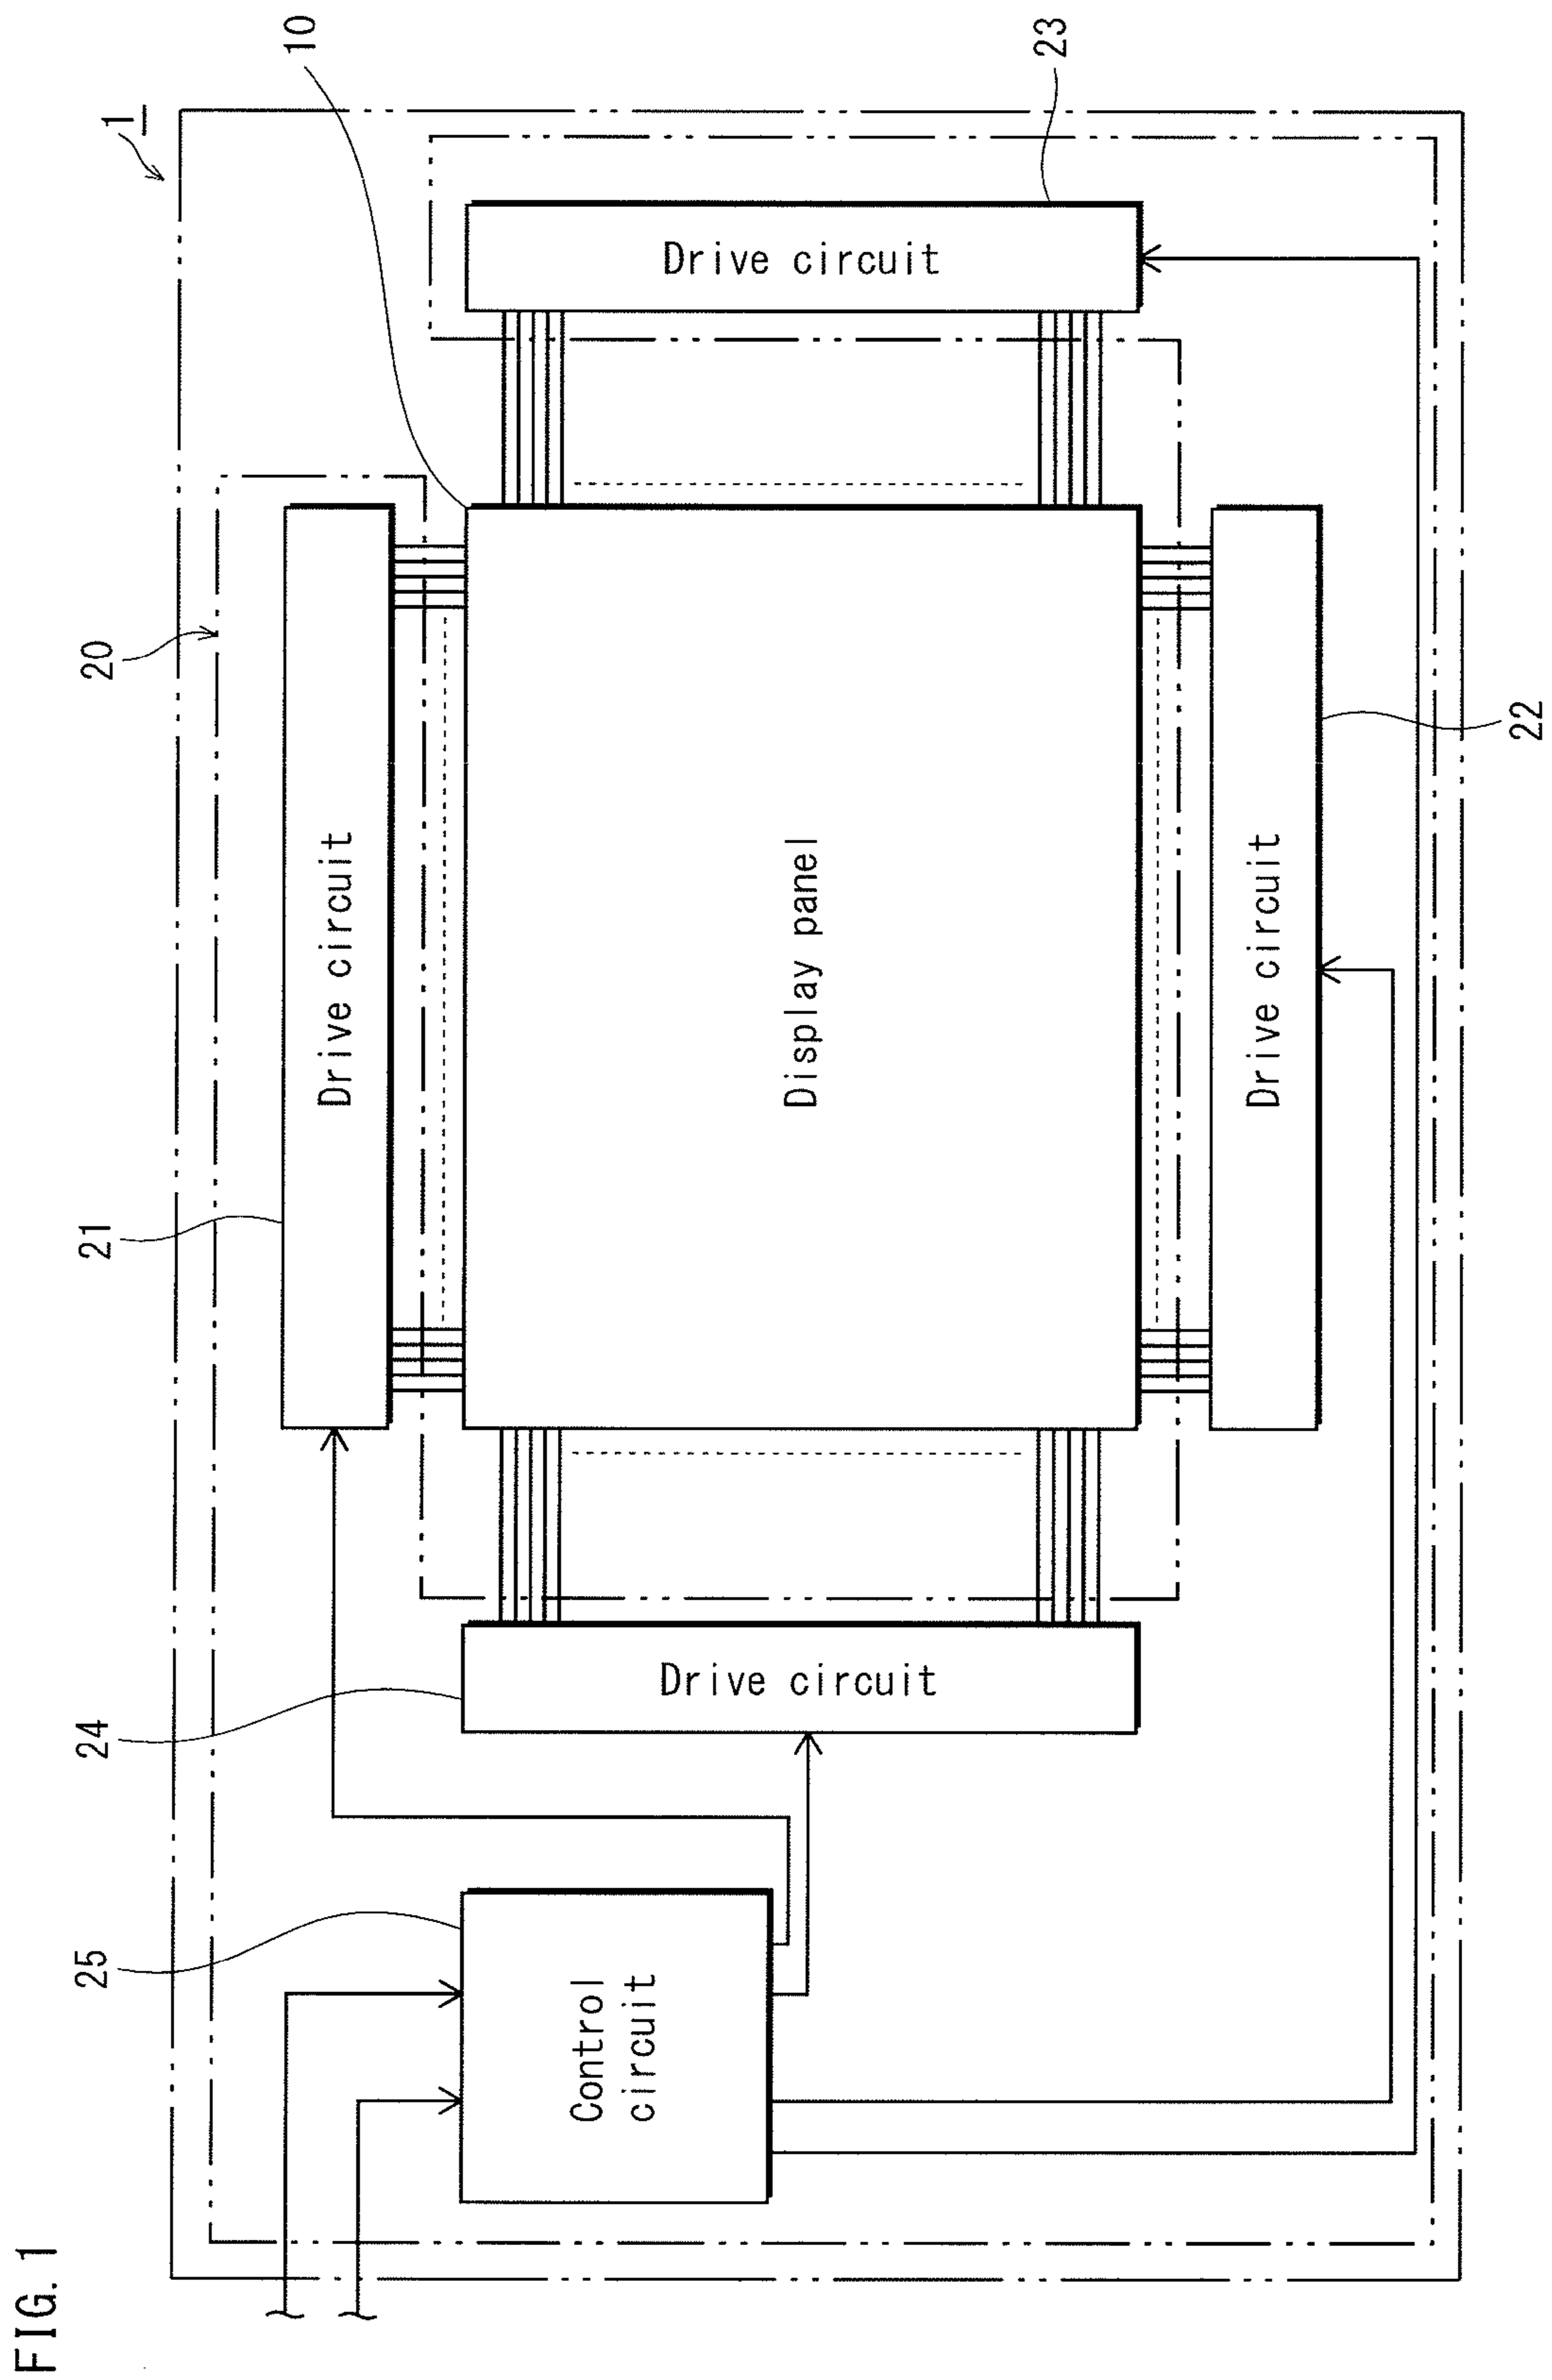 FIG. 1
1
20
21
Drive circuit
10
24
Drive circuit
Display panel
Drive circuit
23
25
Control
circuit
Drive circuit
22